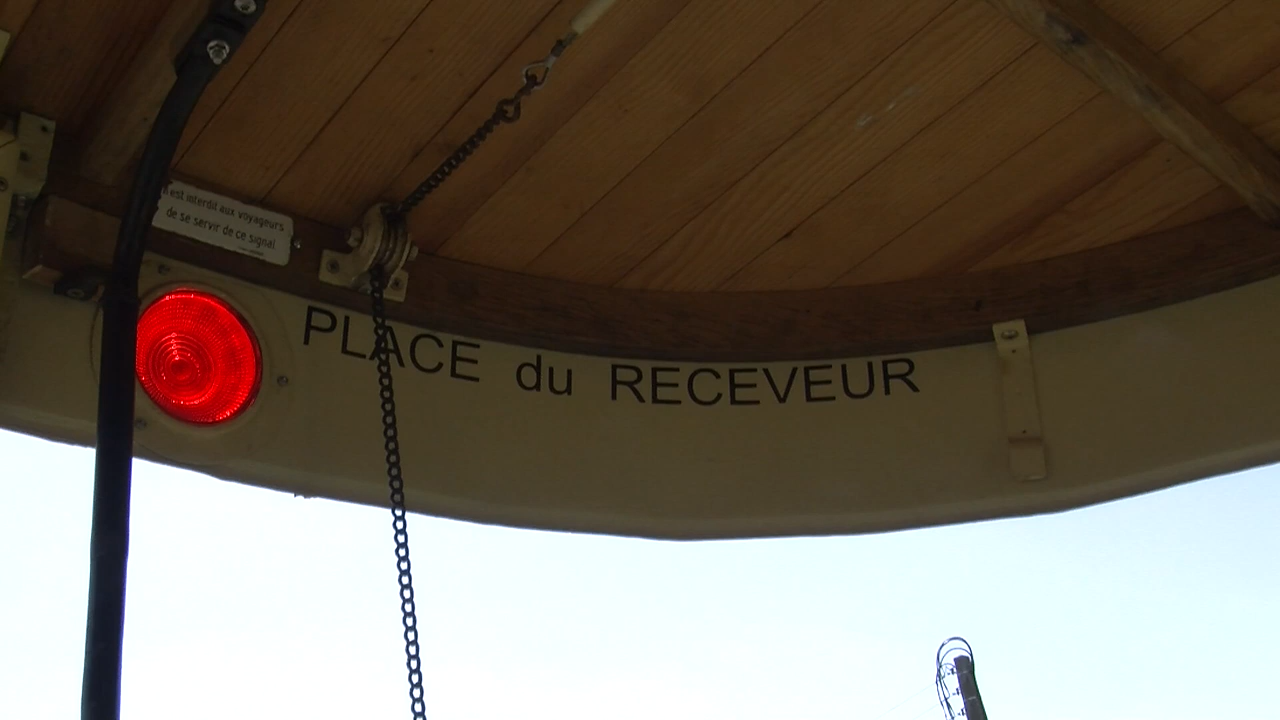 est interdit aux voyageurs
de se servir de ce signal
PLACE du RECEVEUR